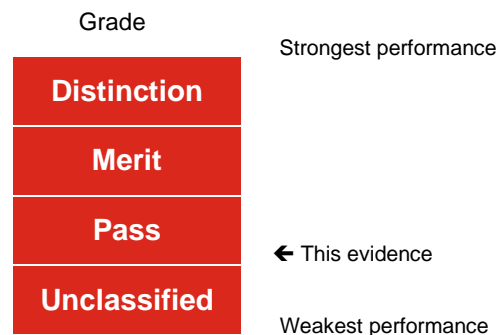 Grade
Strongest performance
Distinction
Merit
Pass
← This evidence
Unclassified
Weakest performance